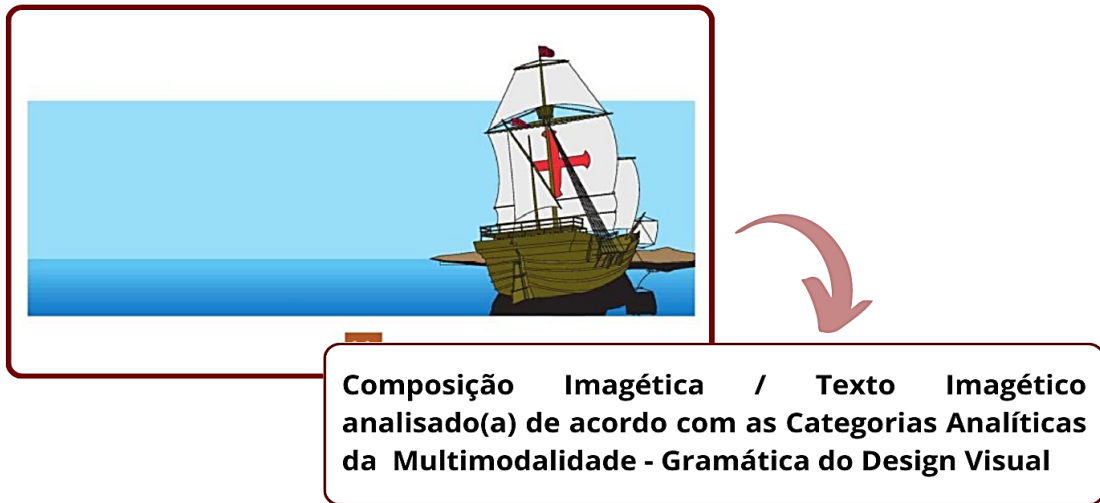 Composição Imagética / Texto Imagético
analisado(a) de acordo com as Categorias Analíticas
da Multimodalidade - Gramática do Design Visual